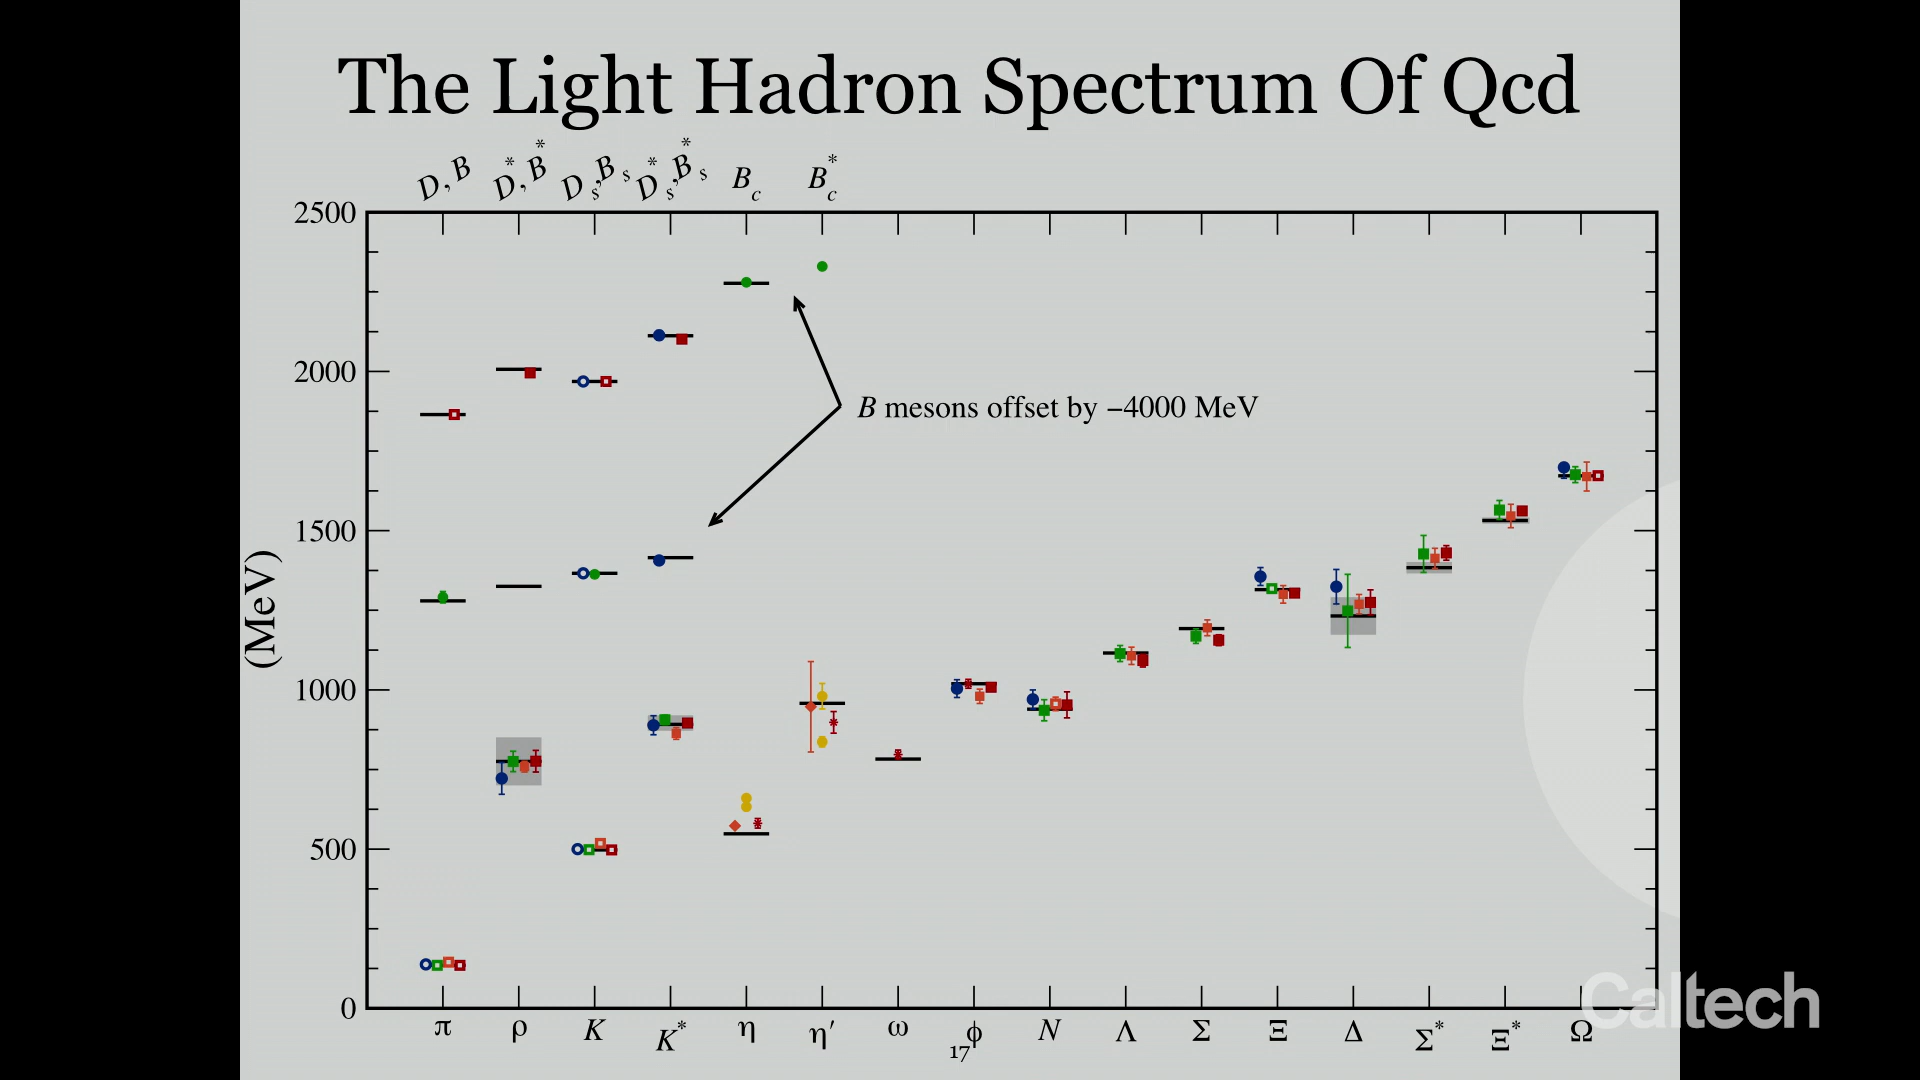 The Light Hadron Spectrum Of Qcd
D, B D*, B* Ds,Bs Ds*,Bs* Bc Bc*
2500
2000
B mesons offset by −4000 MeV
1500
(MeV)
1000
500
0
π ρ K K* η η′ ω ϕ N Λ Σ Ξ Δ Σ* Ξ* Ω
17
Caltech